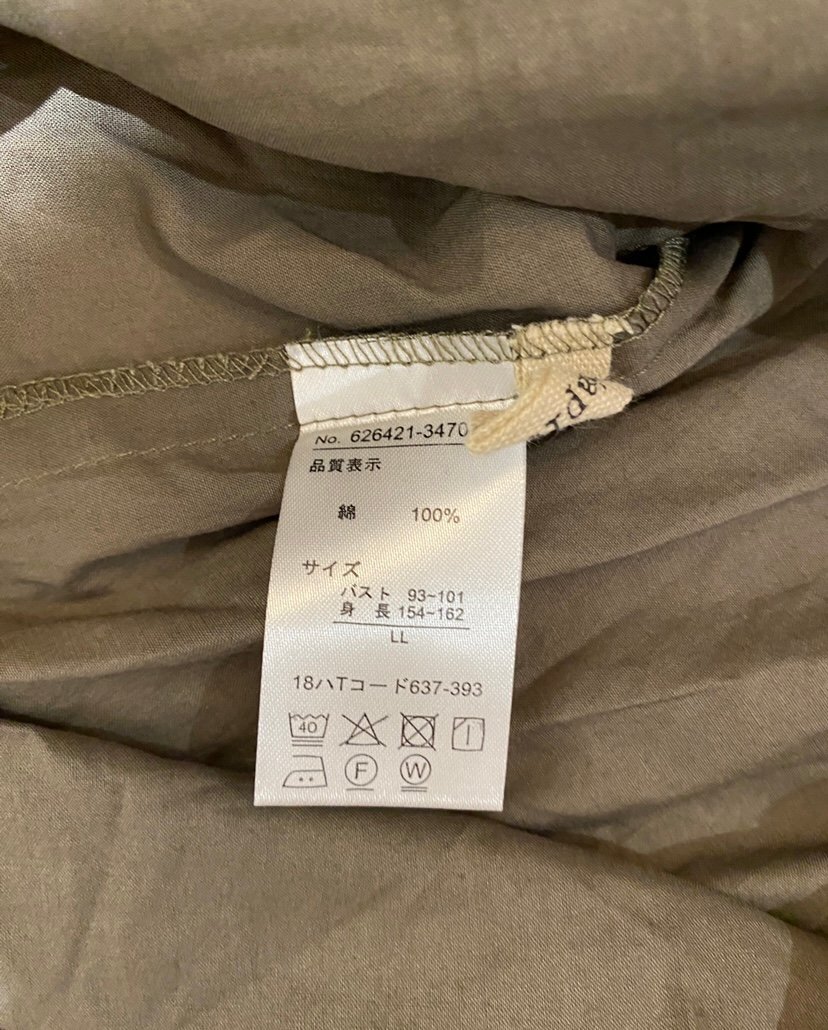 No. 626421-3470
品質表示
綿 100%
サイズ
バスト 93~101
身長 154~162
LL
18ハTコード637-393
40
F W